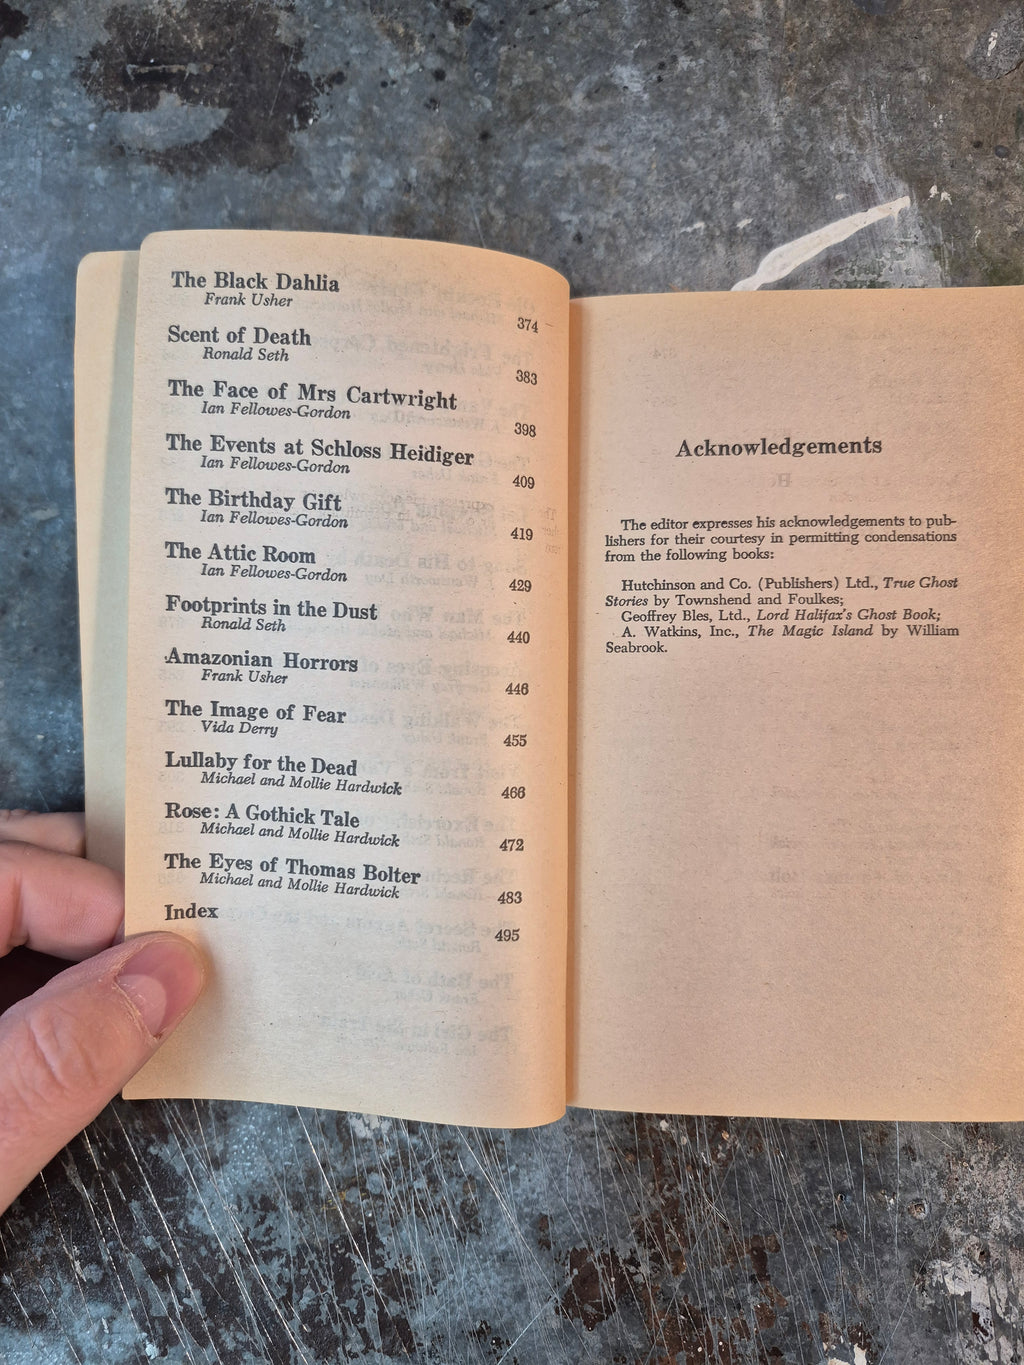 The Black Dahlia
Frank Usher
374
Scent of Death
Ronald Seth
383
The Face of Mrs Cartwright
Ian Fellowes-Gordon
398
The Events at Schloss Heidiger
Ian Fellowes-Gordon
409
The Birthday Gift
Ian Fellowes-Gordon
419
The Attic Room
Ian Fellowes-Gordon
429
Footprints in the Dust
Ronald Seth
440
Amazonian Horrors
Frank Usher
446
The Image of Fear
Vida Derry
455
Lullaby for the Dead
Michael and Mollie Hardwick
466
Rose: A Gothick Tale
Michael and Mollie Hardwick
472
The Eyes of Thomas Bolter
Michael and Mollie Hardwick
483
Index
495
Acknowledgements
The editor expresses his acknowledgements to pub-
lishers for their courtesy in permitting condensations
from the following books:
Hutchinson and Co. (Publishers) Ltd., True Ghost
Stories by Townshend and Foulkes;
Geoffrey Bles, Ltd., Lord Halifax's Ghost Book;
A. Watkins, Inc., The Magic Island by William
Seabrook.